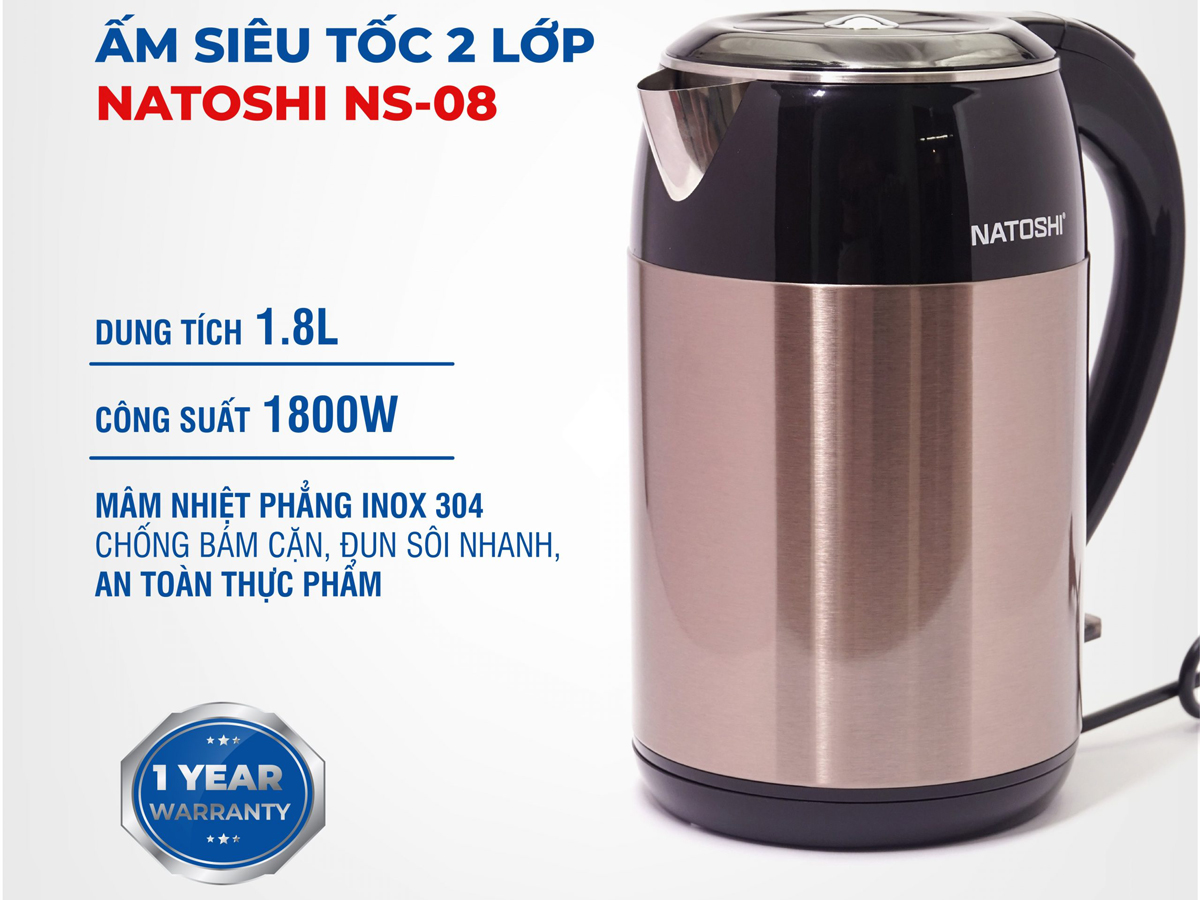 ẤM SIÊU TỐC 2 LỚP
NATOSHI NS-08
NATOSHI
DUNG TÍCH 1.8L
CÔNG SUẤT 1800W
MÂM NHIỆT PHẲNG INOX 304
CHỐNG BÁM CẶN, ĐUN SÔI NHANH,
AN TOÀN THỰC PHẨM
1 YEAR
WARRANTY